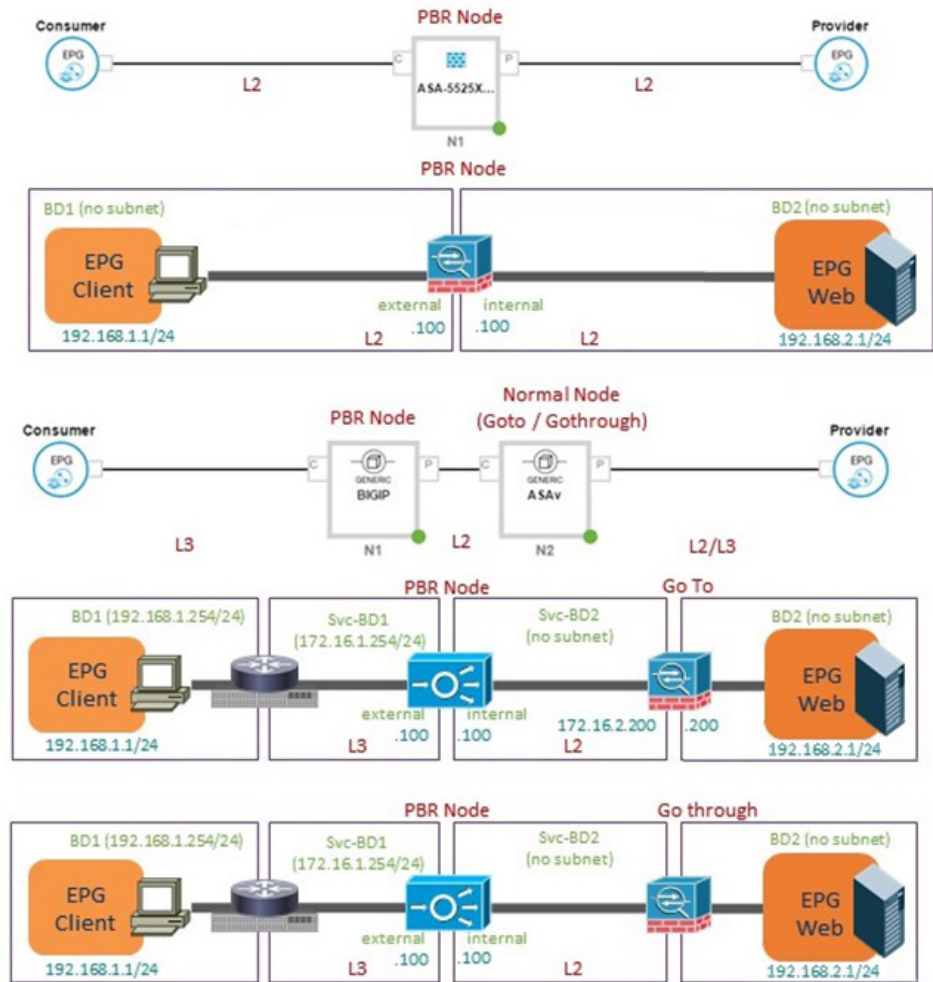 PBR Node
Consumer
Provider
EPG
C
ASA-5525X...
P
EPG
L2
L2
N1
PBR Node
BD1 (no subnet)
BD2 (no subnet)
EPG
Client
EPG
Web
external
internal
192.168.1.1/24
.100
.100
192.168.2.1/24
L2
L2
Normal Node
(Goto / Gothrough)
PBR Node
Consumer
Provider
EPG
C
GENERIC
BIGIP
P
C
GENERIC
ASAv
P
EPG
L3
N1
L2
N2
L2/L3
PBR Node
Go To
BD1 (192.168.1.254/24)
Svc-BD1
(172.16.1.254/24)
Svc-BD2
(no subnet)
BD2 (no subnet)
EPG
Client
EPG
Web
external
internal
192.168.1.1/24
.100
.100
172.16.2.200
.200
192.168.2.1/24
L3
L2
PBR Node
Go through
BD1 (192.168.1.254/24)
Svc-BD1
(172.16.1.254/24)
Svc-BD2
(no subnet)
BD2 (no subnet)
EPG
Client
EPG
Web
external
internal
192.168.1.1/24
.100
.100
192.168.2.1/24
L3
L2